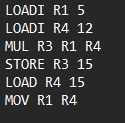 LOADI R1 5
LOADI R4 12
MUL R3 R1 R4
STORE R3 15
LOAD R4 15
MOV R1 R4